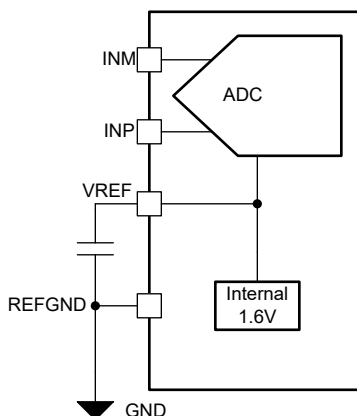 INM
ADC
INP
VREF
Internal
1.6V
REFGND
GND